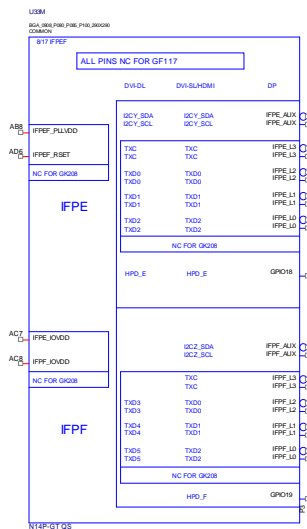 U33M
BGA_0908_P080_P085_P100_290X290
COMMON
8/17 IFPEF
ALL PINS NC FOR GF117
DVI-DL DVI-SL/HDMI DP
I2CY_SDA I2CY_SDA IFPE_AUX
I2CY_SCL I2CY_SCL IFPE_AUX
AB8 IFPEF_PLLVDD
TXC TXC IFPE_L3
TXC TXC IFPE_L3
AD6 IFPEF_RSET
NC FOR GK208
TXD0 TXD0 IFPE_L2
TXD0 TXD0 IFPE_L2
TXD1 TXD1 IFPE_L1
TXD1 TXD1 IFPE_L1
IFPE
TXD2 TXD2 IFPE_L0
TXD2 TXD2 IFPE_L0
NC FOR GK208
HPD_E HPD_E GPIO18
AC7 IFPE_IOVDD
I2CZ_SDA IFPF_AUX
I2CZ_SCL IFPF_AUX
AC8 IFPF_IOVDD
NC FOR GK208
TXC IFPF_L3
TXC IFPF_L3
TXD3 TXD0 IFPF_L2
TXD3 TXD0 IFPF_L2
IFPF
TXD4 TXD1 IFPF_L1
TXD4 TXD1 IFPF_L1
TXD5 TXD2 IFPF_L0
TXD5 TXD2 IFPF_L0
NC FOR GK208
HPD_F GPIO19
N14P-GT QS